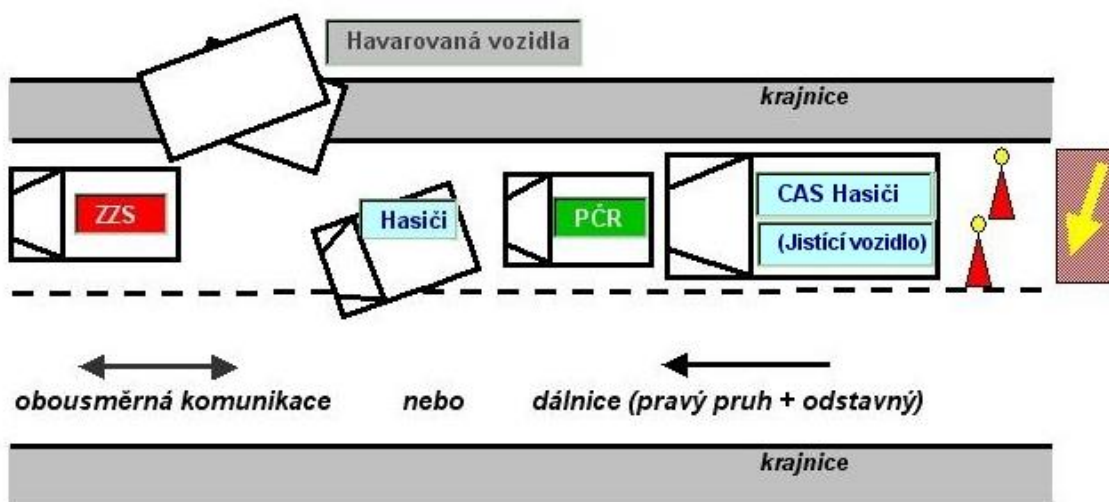 Havarovaná vozidla
krajnice
ZZS
Hasiči
PČR
CAS Hasiči
(Jistící vozidlo)
obousměrná komunikace nebo dálnice (pravý pruh + odstavný)
krajnice